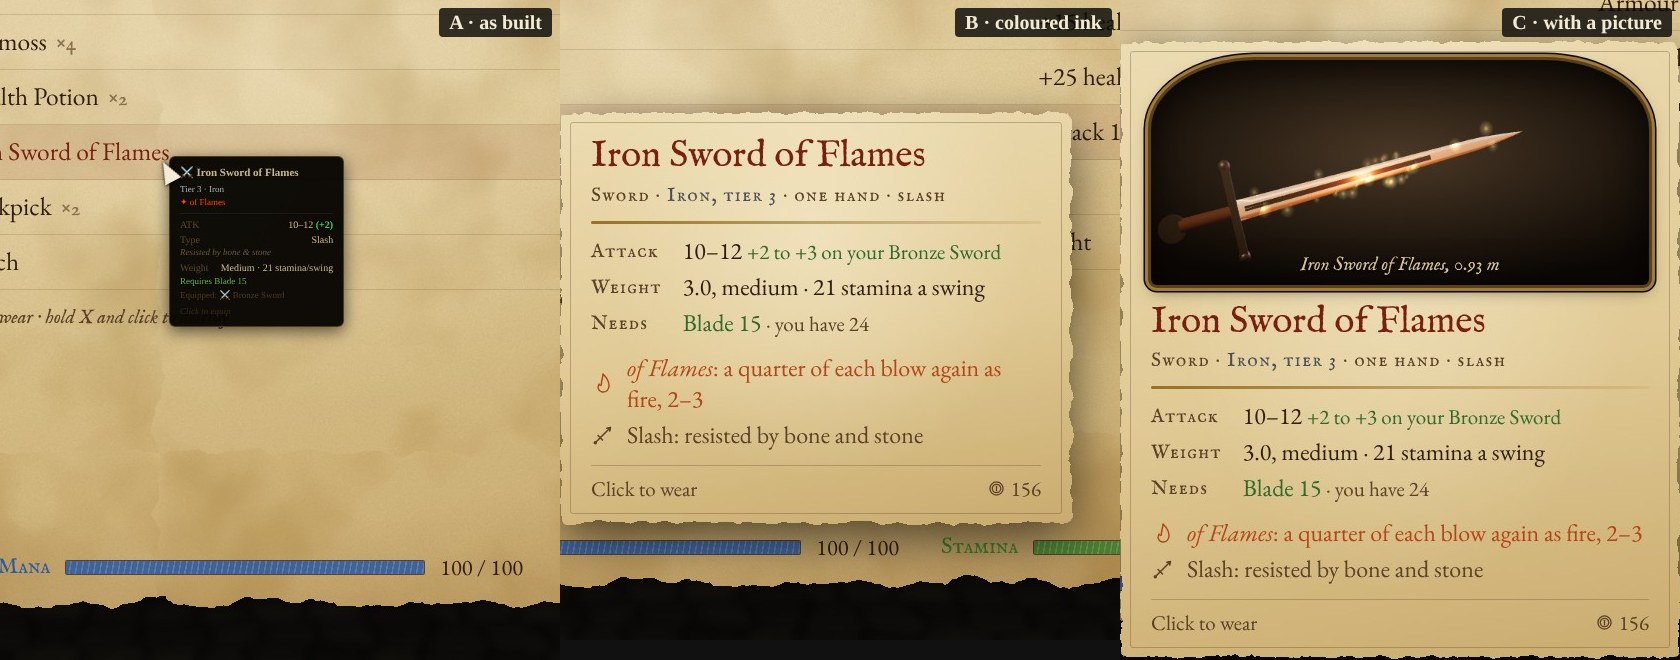 A · as built
moss ×4
lth Potion ×2
Sword of Flames
kpick ×2
ch
wear · hold X and click t
⚔ Iron Sword of Flames
Tier 3 · Iron
✦ of Flames
ATK 10–12 (+2)
Type Slash
Resisted by bone & stone
Weight Medium · 21 stamina/swing
Requires Blade 15
Equipped: ⚔ Bronze Sword
Click to equip
Mana 100 / 100
B · coloured ink
+25 heal
ack 1
ht
Iron Sword of Flames
Sword · Iron, tier 3 · one hand · slash
Attack 10–12 +2 to +3 on your Bronze Sword
Weight 3.0, medium · 21 stamina a swing
Needs Blade 15 · you have 24
of Flames: a quarter of each blow again as
fire, 2–3
Slash: resisted by bone and stone
Click to wear 156
100 / 100 Stamina
Armour
C · with a picture
Iron Sword of Flames, 0.93 m
Iron Sword of Flames
Sword · Iron, tier 3 · one hand · slash
Attack 10–12 +2 to +3 on your Bronze Sword
Weight 3.0, medium · 21 stamina a swing
Needs Blade 15 · you have 24
of Flames: a quarter of each blow again as fire, 2–3
Slash: resisted by bone and stone
Click to wear 156